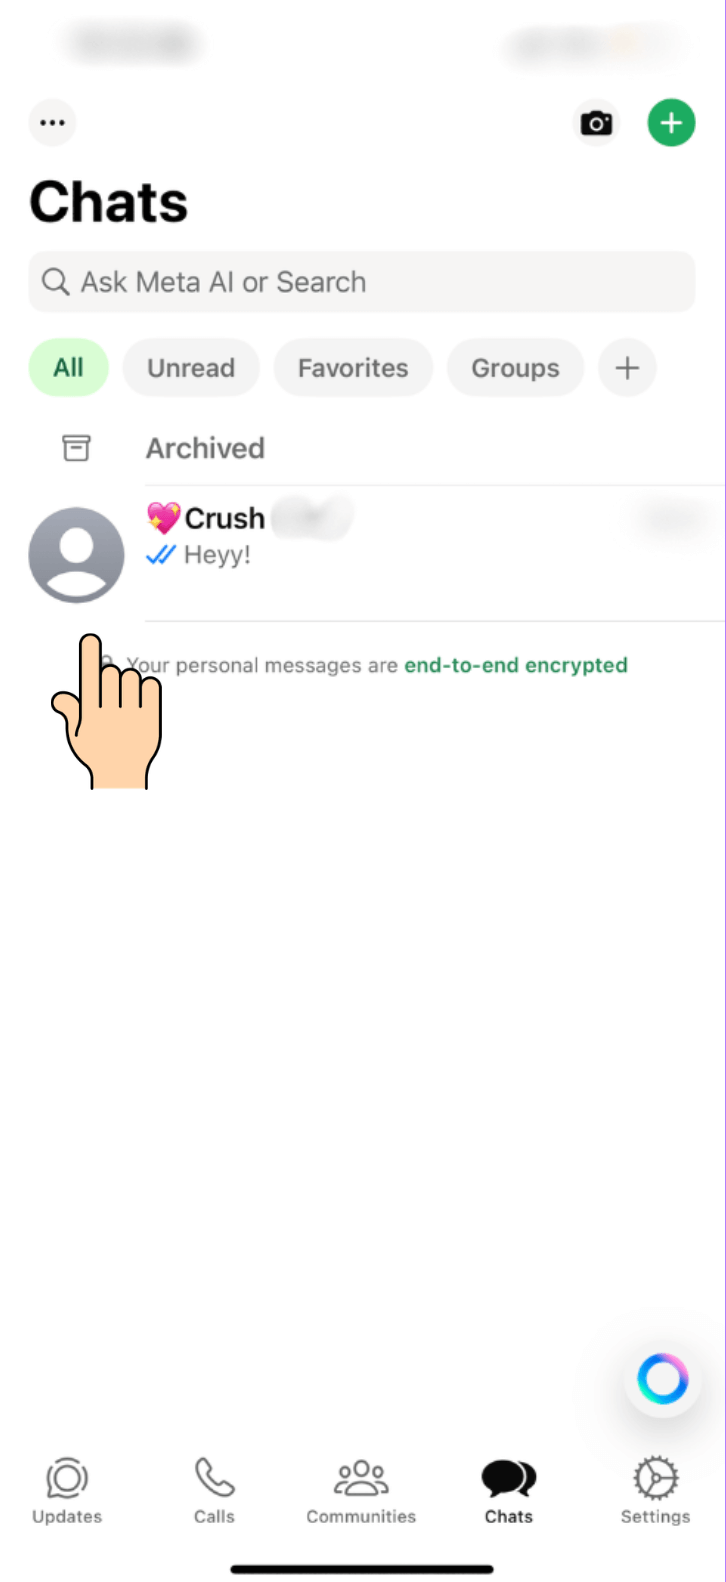 Chats
Ask Meta AI or Search
All Unread Favorites Groups
Archived
💖Crush
Heyy!
Your personal messages are end-to-end encrypted
Updates Calls Communities Chats Settings